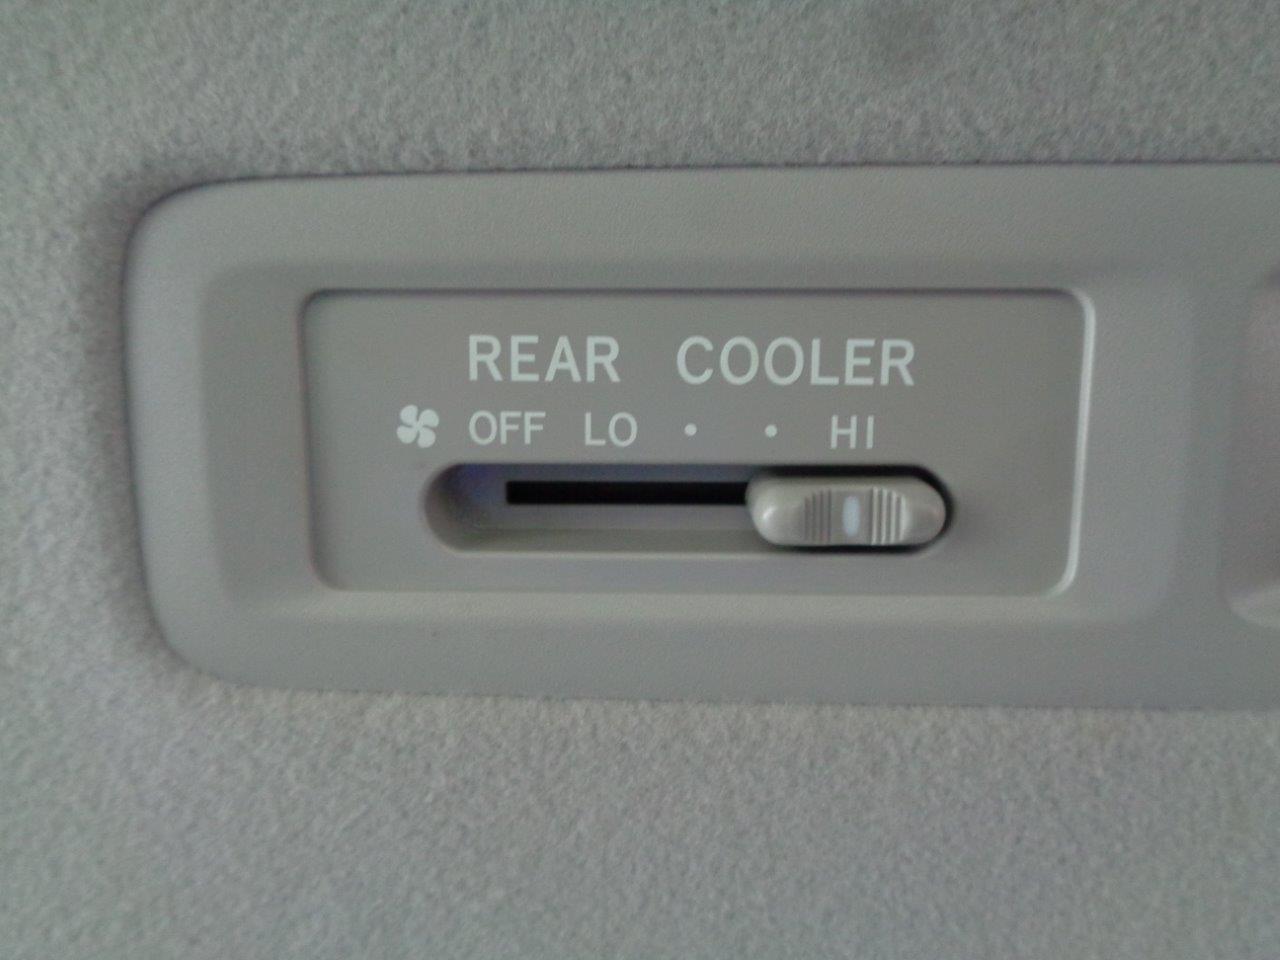 REAR COOLER
OFF LO • • HI